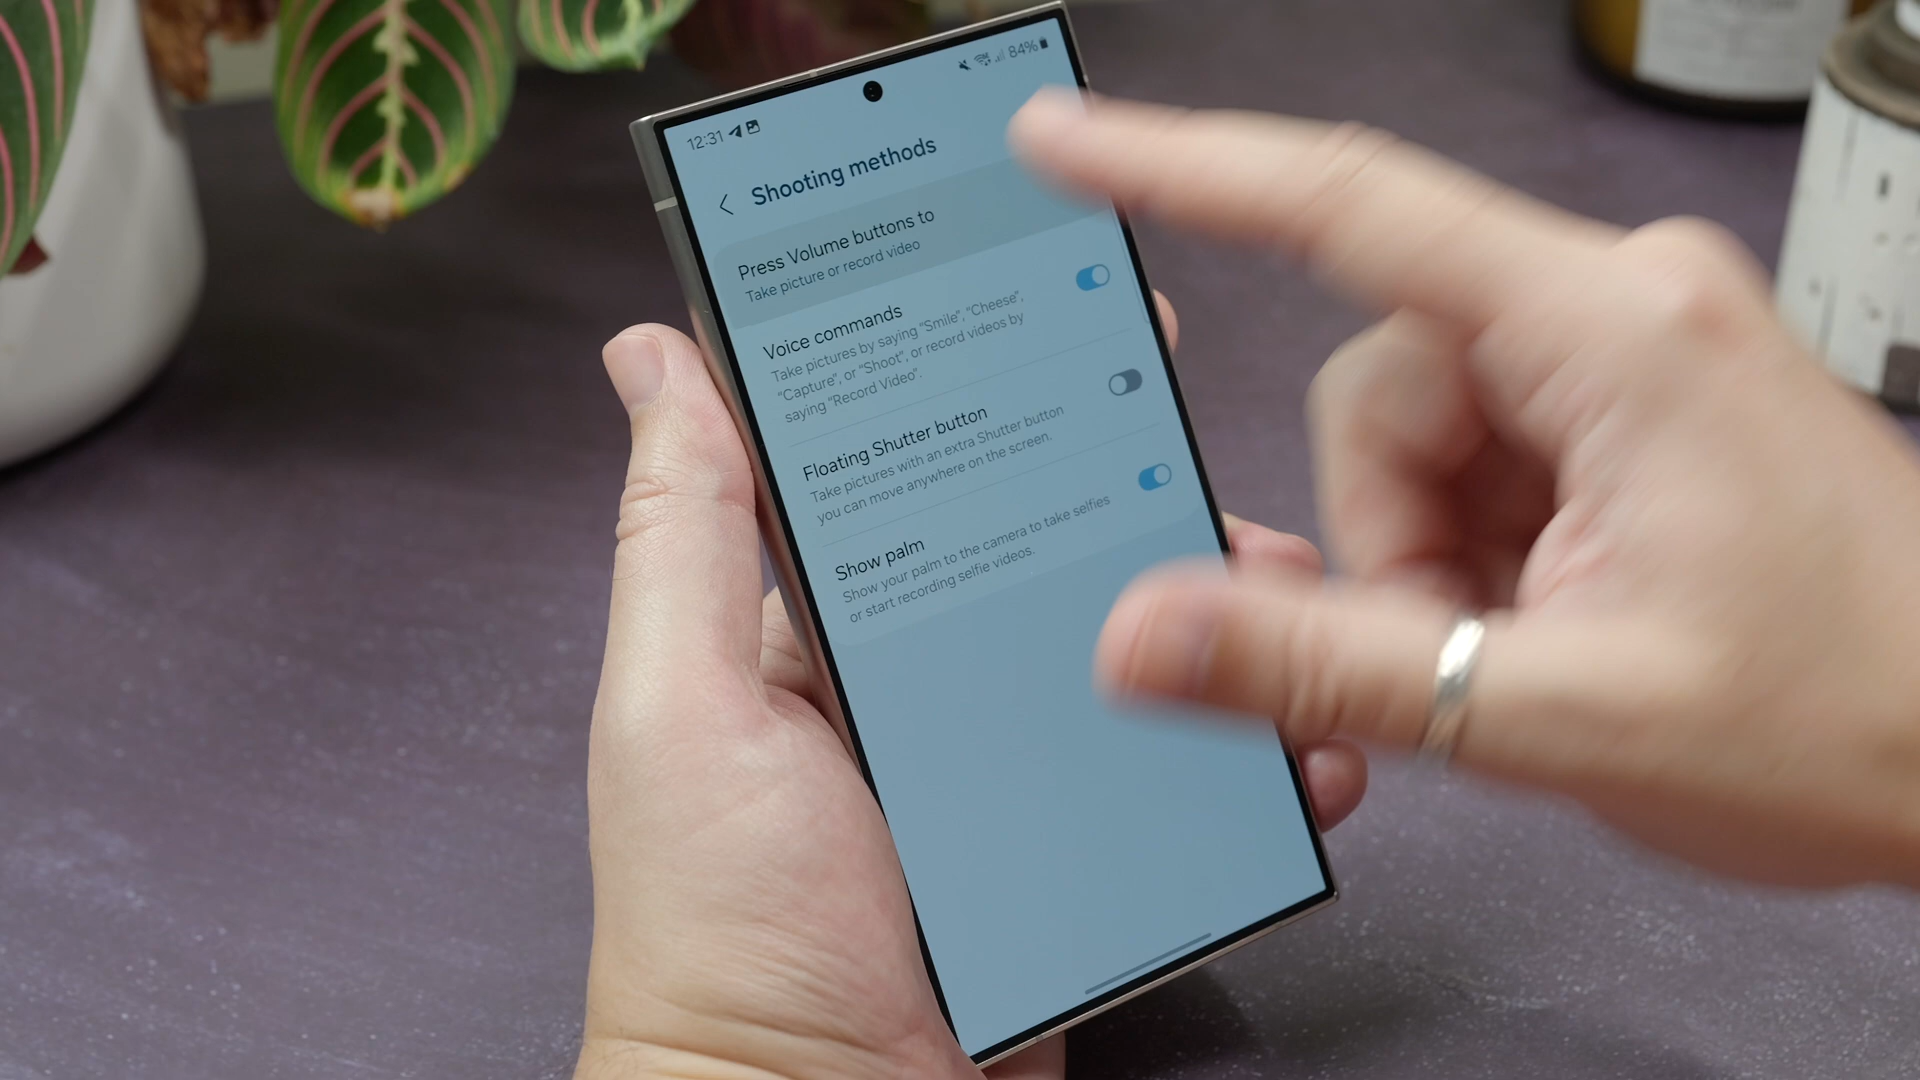 12:31 84%
Shooting methods
Press Volume buttons to
Take picture or record video
Voice commands
Take pictures by saying “Smile”, “Cheese”,
“Capture”, or “Shoot”, or record videos by
saying “Record Video”.
Floating Shutter button
Take pictures with an extra Shutter button
you can move anywhere on the screen.
Show palm
Show your palm to the camera to take selfies
or start recording selfie videos.